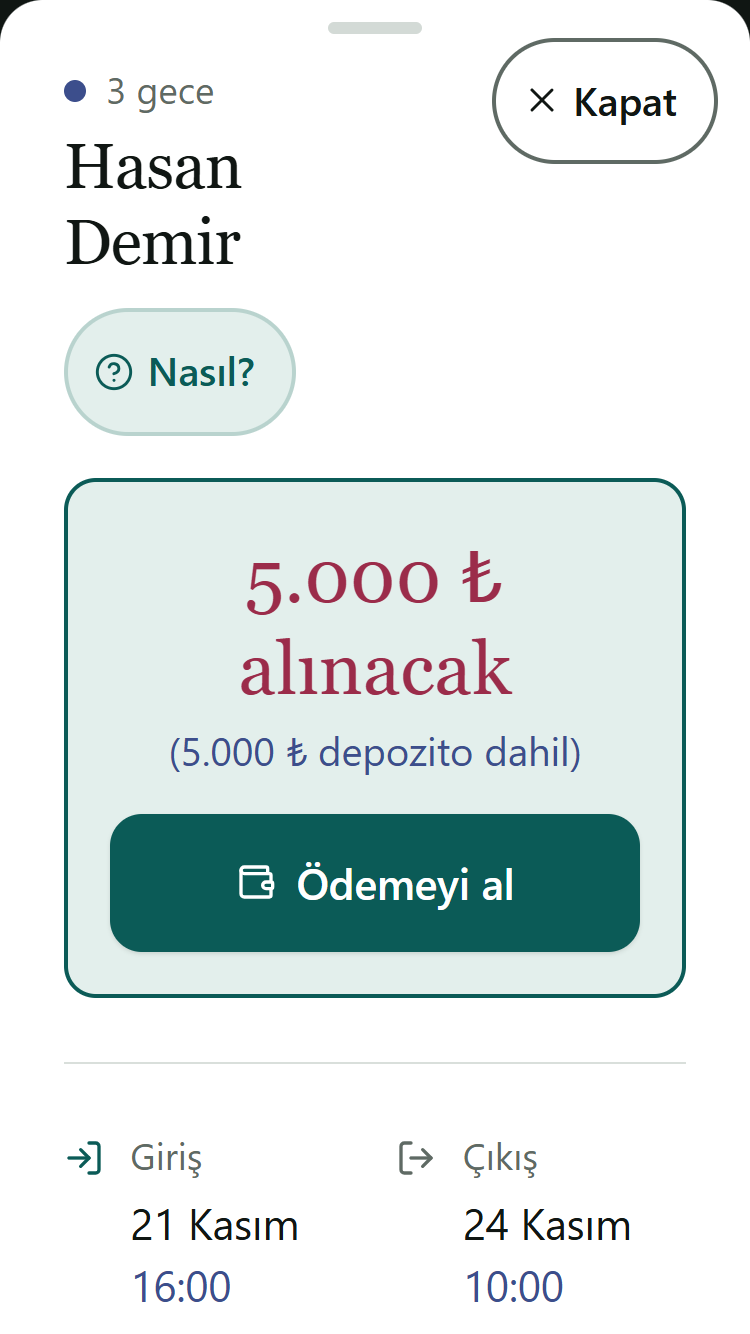 3 gece
Kapat
Hasan
Demir
Nasıl?
5.000 ₺
alınacak
(5.000 ₺ depozito dahil)
Ödemeyi al
Giriş
21 Kasım
16:00
Çıkış
24 Kasım
10:00